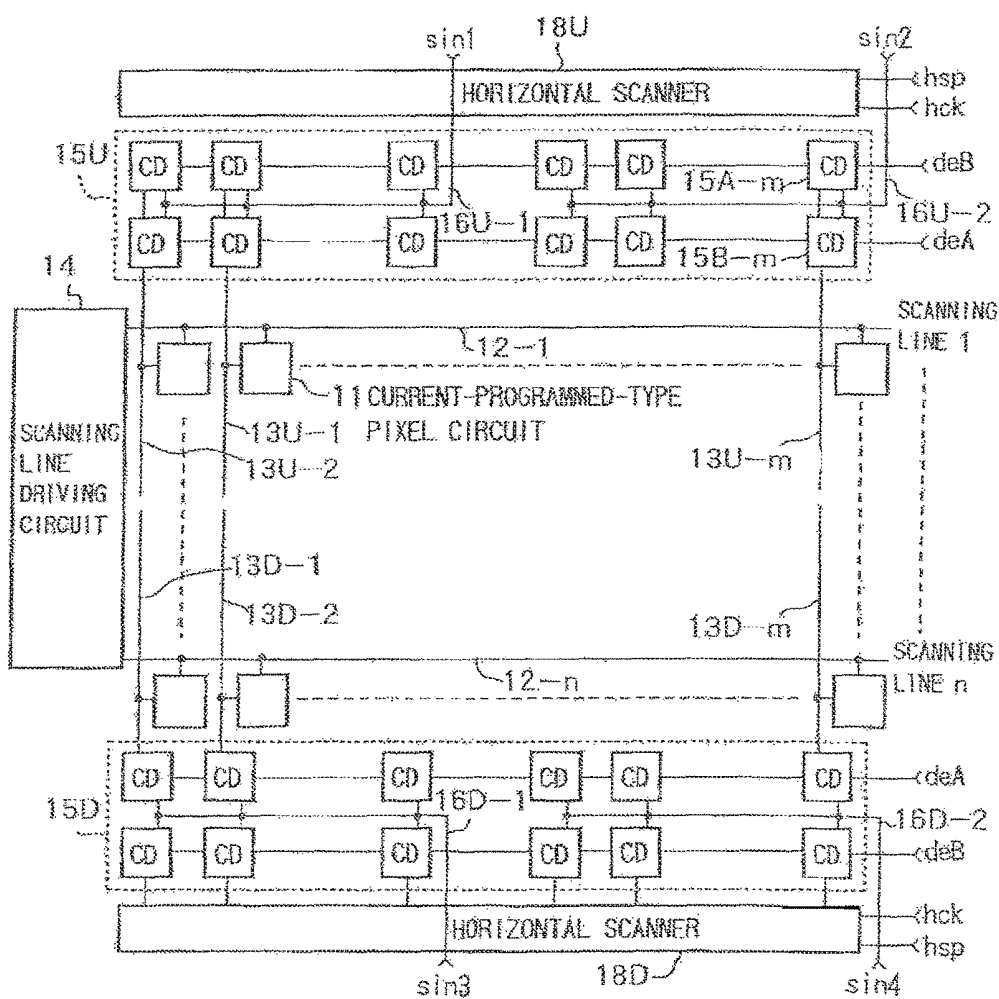 18U
sin1
sin2
HORIZONTAL SCANNER
hsp
hck
15U
CD CD CD CD CD CD
deB
15A-m
16U-1
16U-2
CD CD CD CD CD CD
deA
15B-m
14
SCANNING
LINE 1
12-1
11 CURRENT-PROGRAMMED-TYPE
PIXEL CIRCUIT
SCANNING
LINE
DRIVING
CIRCUIT
13U-1
13U-2
13U-m
13D-1
13D-2
13D-m
SCANNING
LINE n
12-n
15D
CD CD CD CD CD CD
deA
16D-1
16D-2
CD CD CD CD CD CD
deB
HORIZONTAL SCANNER
hck
hsp
sin3
18D
sin4